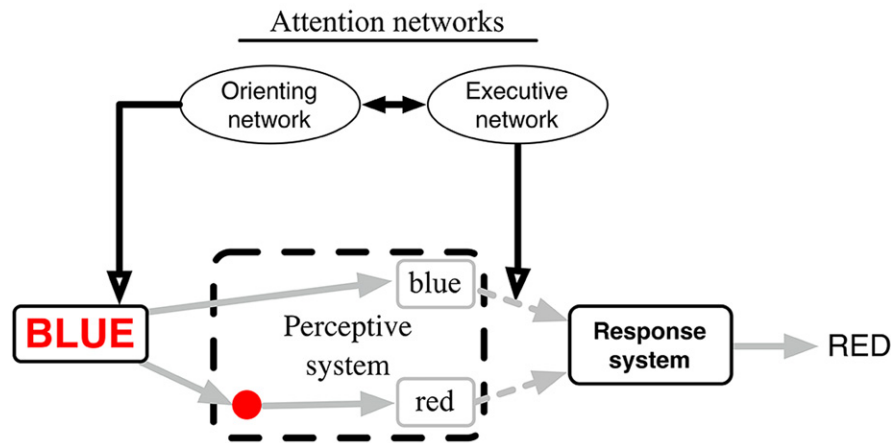 Attention networks
Orienting
network
Executive
network
BLUE
blue
Perceptive
system
red
Response
system
RED